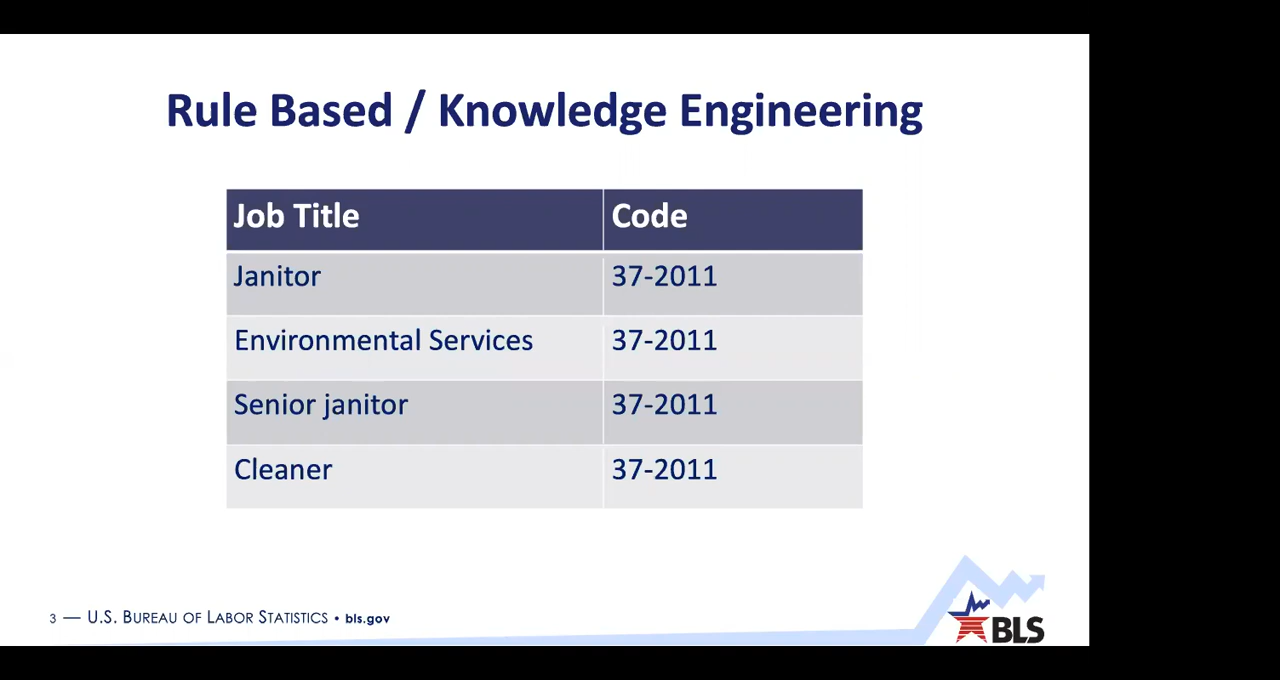 Rule Based / Knowledge Engineering
Job Title Code
Janitor 37-2011
Environmental Services 37-2011
Senior janitor 37-2011
Cleaner 37-2011
3 — U.S. BUREAU OF LABOR STATISTICS • bls.gov
BLS